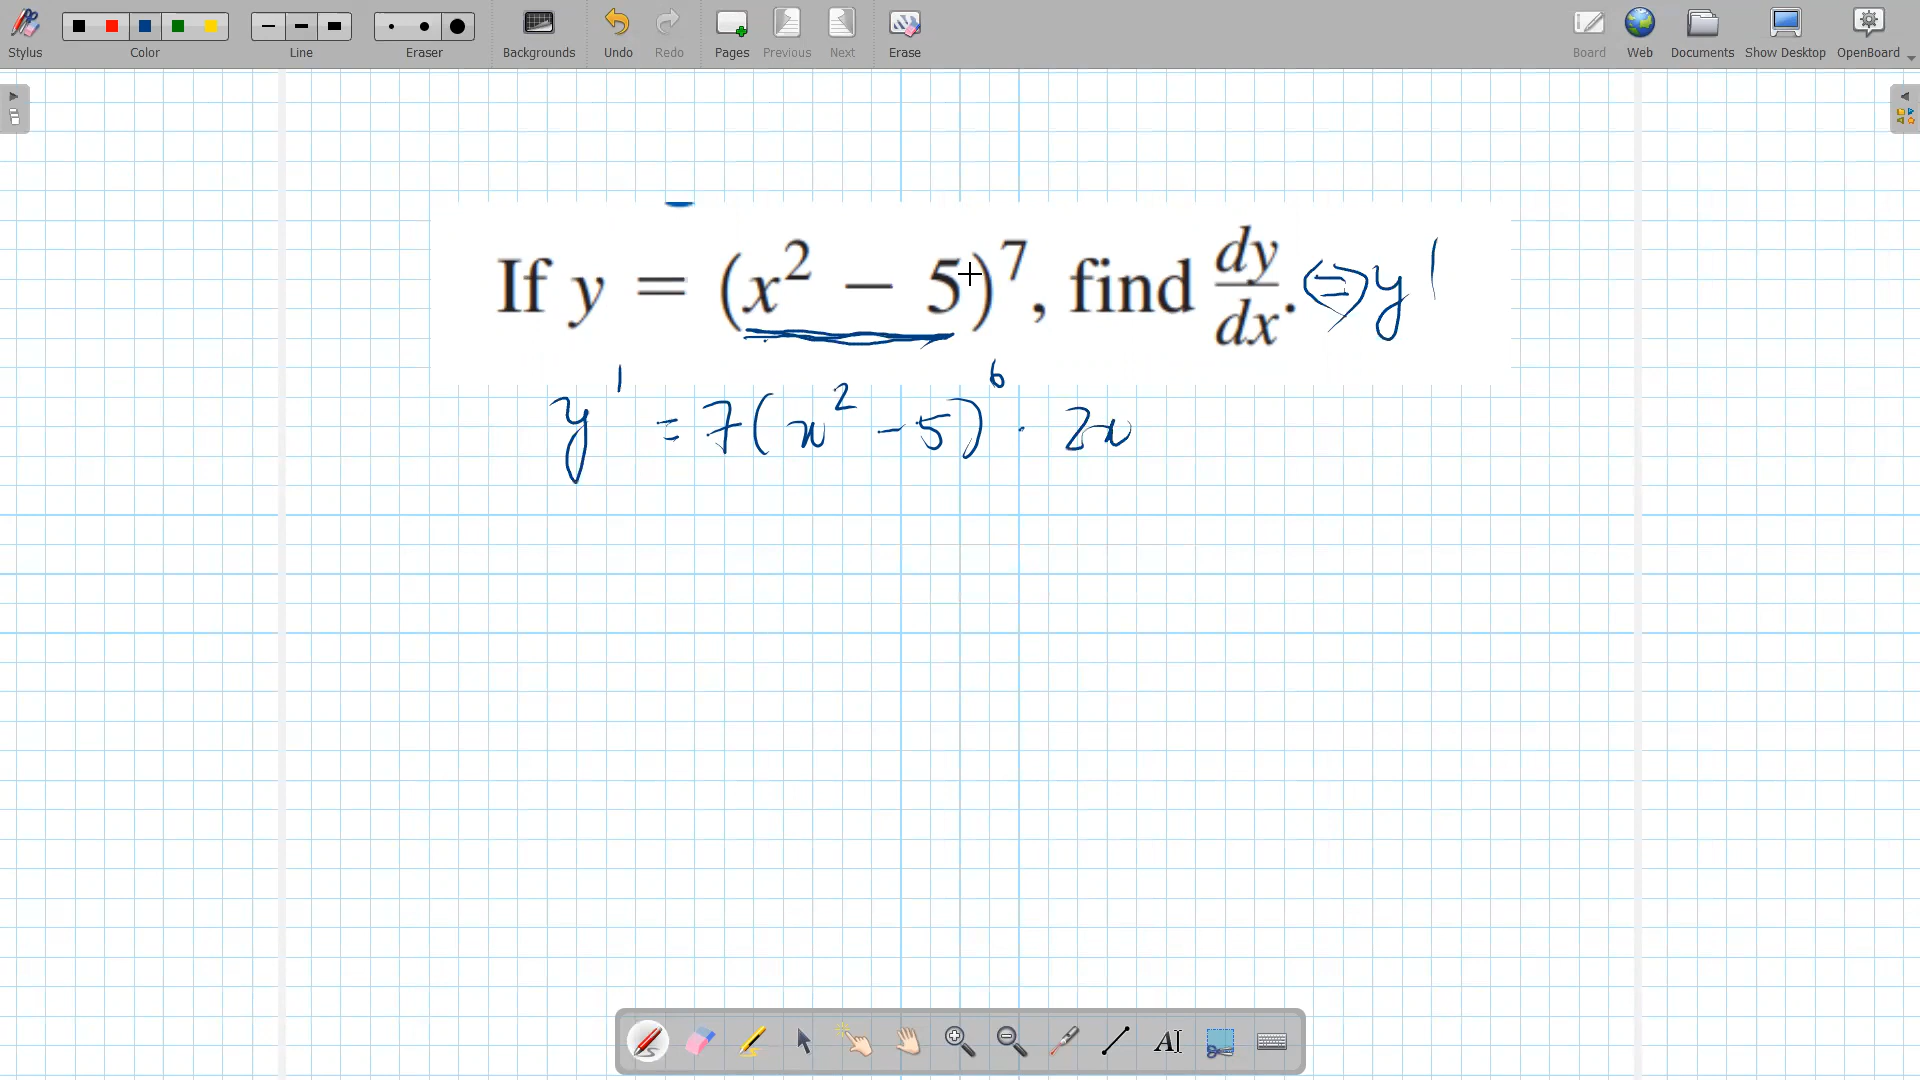 Stylus Color Line Eraser Backgrounds Undo Redo Pages Previous Next Erase Board Web Documents Show Desktop OpenBoard
If y = (x² − 5)⁷, find dy/dx. ⇔ y'
y' = 7(x² − 5)⁶ · 2x